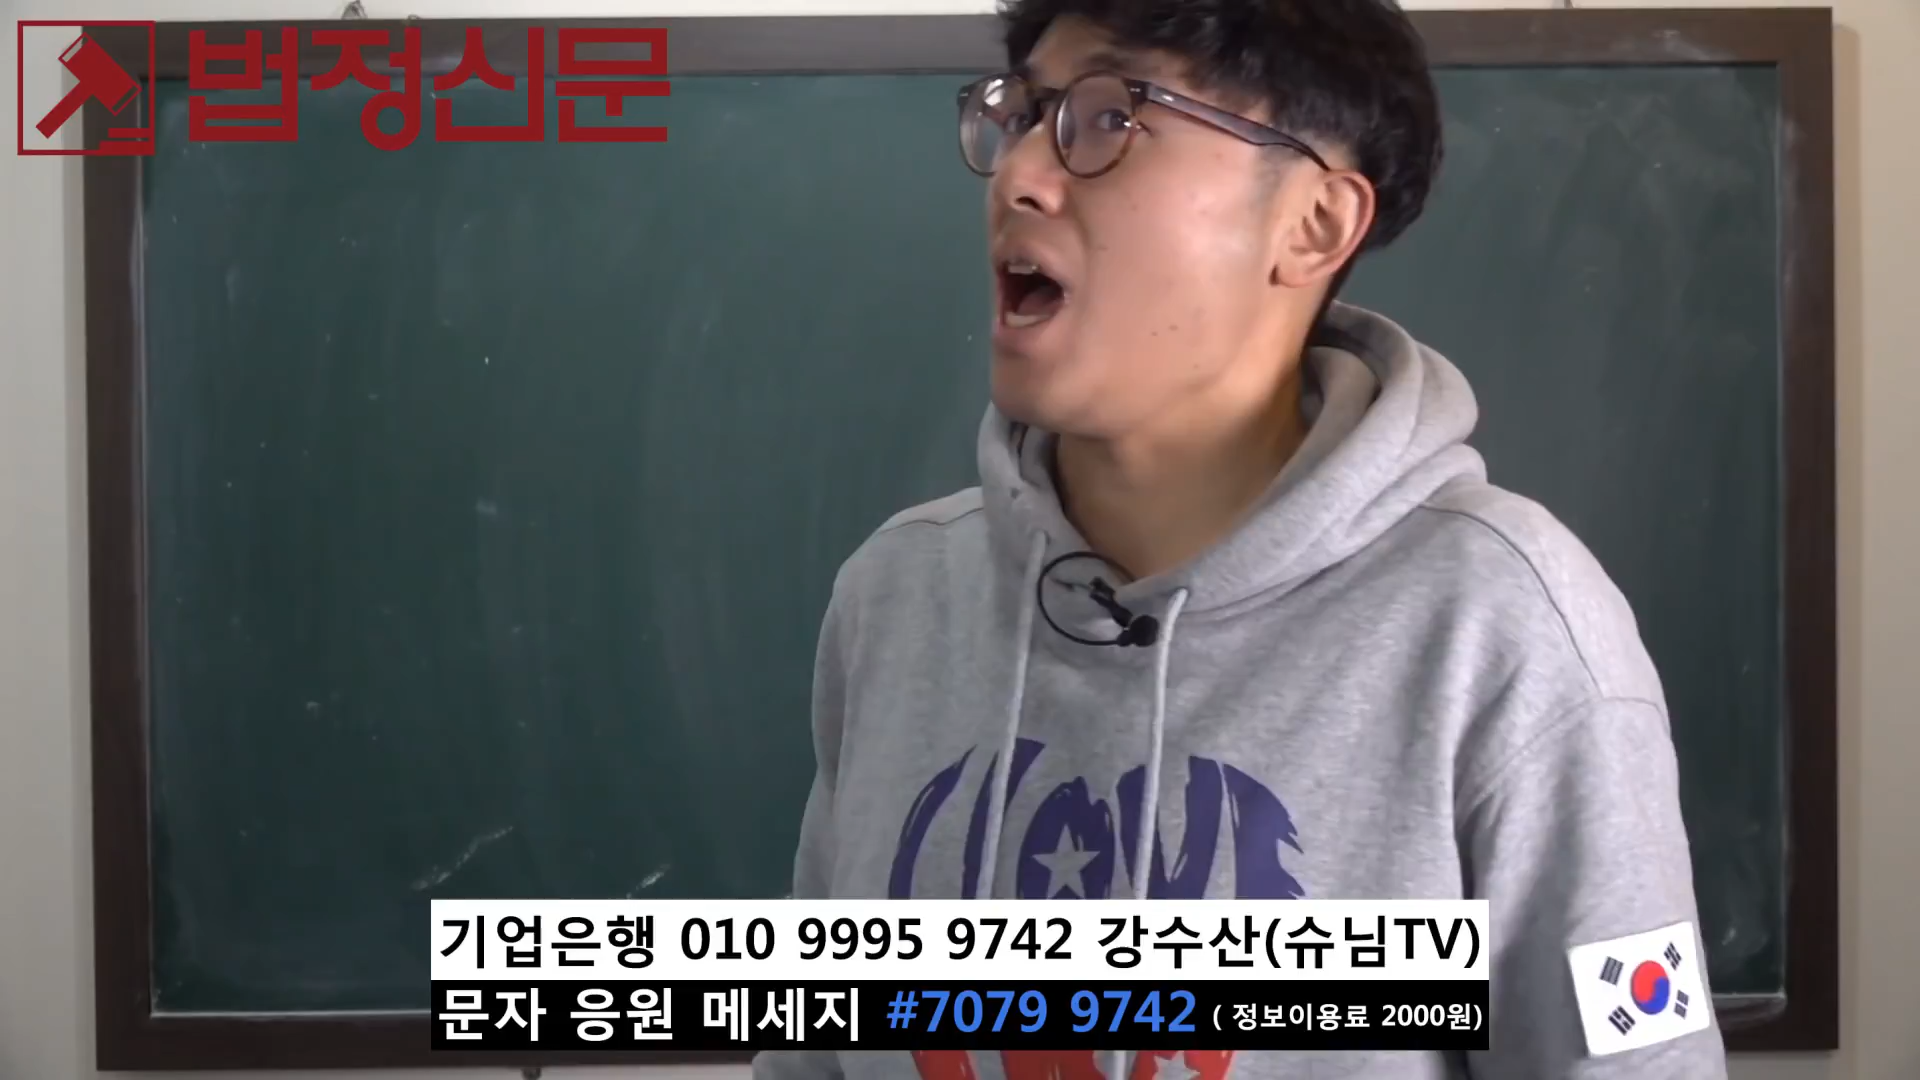 법정신문
기업은행 010 9995 9742 강수산(슈님TV)
문자 응원 메세지 #7079 9742 ( 정보이용료 2000원)